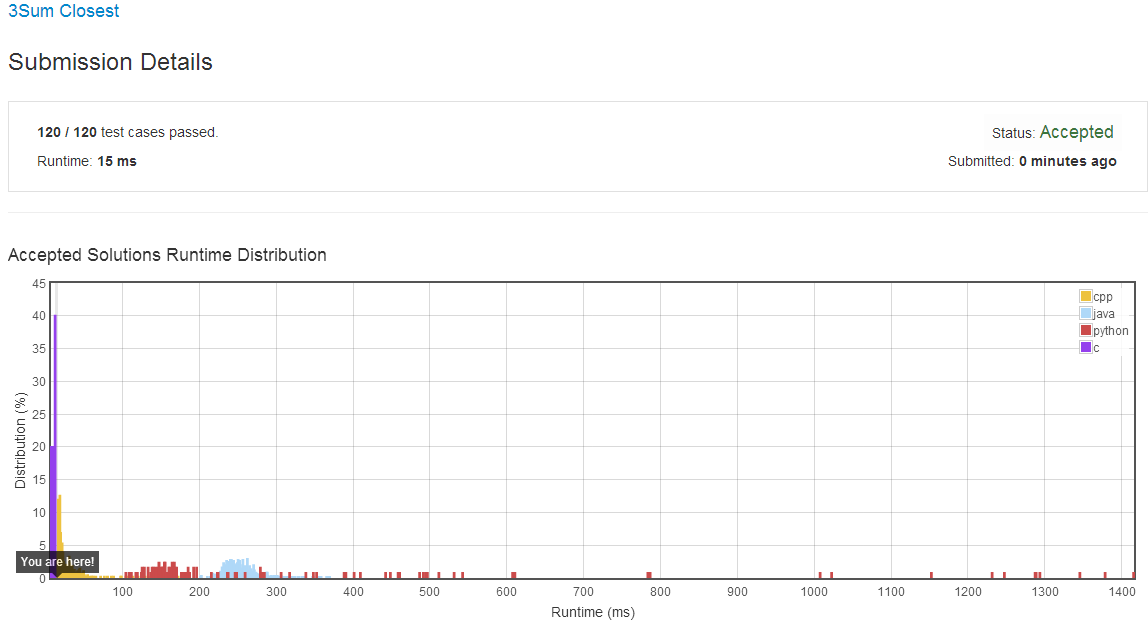 3Sum Closest
Submission Details
120 / 120 test cases passed.
Status: Accepted
Runtime: 15 ms
Submitted: 0 minutes ago
Accepted Solutions Runtime Distribution
45
40
35
30
25
20
15
10
5
0
Distribution (%)
cpp
java
python
c
You are here!
100 200 300 400 500 600 700 800 900 1000 1100 1200 1300 1400
Runtime (ms)